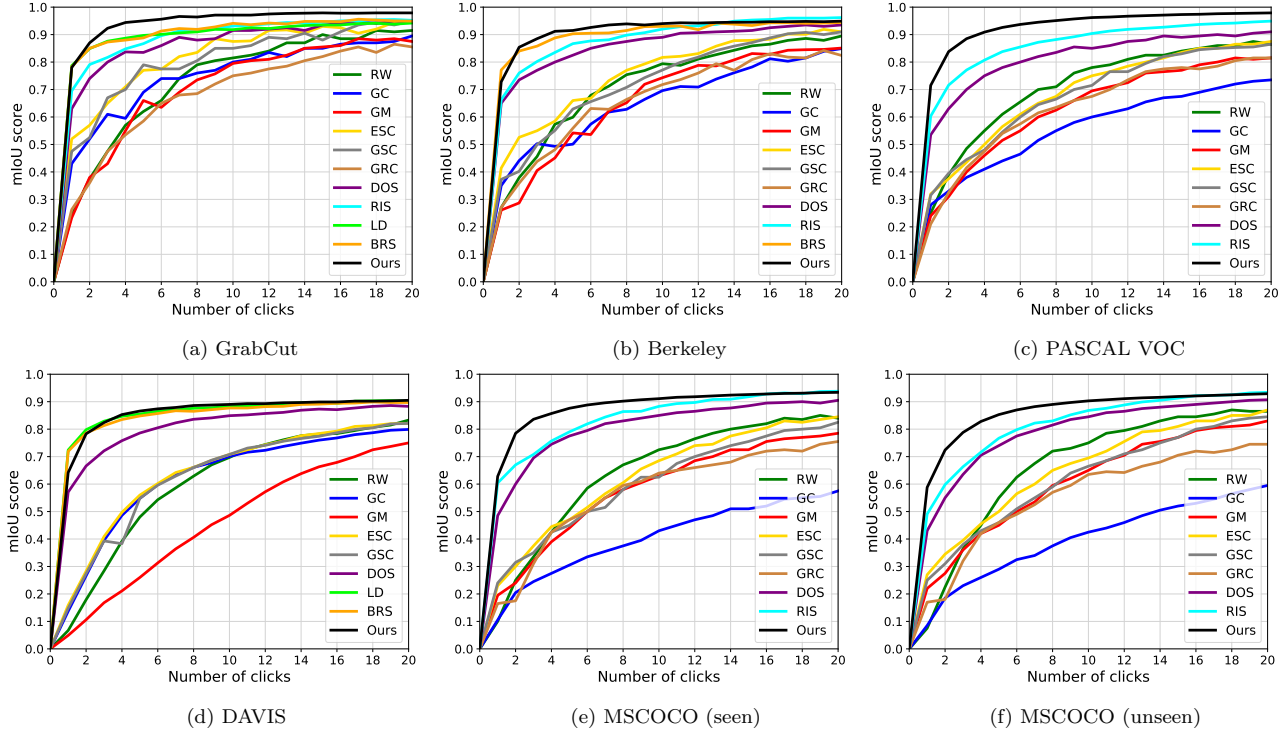 mIoU score
1.0
0.9
0.8
0.7
0.6
0.5
0.4
0.3
0.2
0.1
0.0
0 2 4 6 8 10 12 14 16 18 20
Number of clicks
RW
GC
GM
ESC
GSC
GRC
DOS
RIS
LD
BRS
Ours
(a) GrabCut
mIoU score
1.0
0.9
0.8
0.7
0.6
0.5
0.4
0.3
0.2
0.1
0.0
0 2 4 6 8 10 12 14 16 18 20
Number of clicks
RW
GC
GM
ESC
GSC
GRC
DOS
RIS
BRS
Ours
(b) Berkeley
mIoU score
1.0
0.9
0.8
0.7
0.6
0.5
0.4
0.3
0.2
0.1
0.0
0 2 4 6 8 10 12 14 16 18 20
Number of clicks
RW
GC
GM
ESC
GSC
GRC
DOS
RIS
Ours
(c) PASCAL VOC
mIoU score
1.0
0.9
0.8
0.7
0.6
0.5
0.4
0.3
0.2
0.1
0.0
0 2 4 6 8 10 12 14 16 18 20
Number of clicks
RW
GC
GM
ESC
GSC
DOS
LD
BRS
Ours
(d) DAVIS
mIoU score
1.0
0.9
0.8
0.7
0.6
0.5
0.4
0.3
0.2
0.1
0.0
0 2 4 6 8 10 12 14 16 18 20
Number of clicks
RW
GC
GM
ESC
GSC
GRC
DOS
RIS
Ours
(e) MSCOCO (seen)
mIoU score
1.0
0.9
0.8
0.7
0.6
0.5
0.4
0.3
0.2
0.1
0.0
0 2 4 6 8 10 12 14 16 18 20
Number of clicks
RW
GC
GM
ESC
GSC
GRC
DOS
RIS
Ours
(f) MSCOCO (unseen)